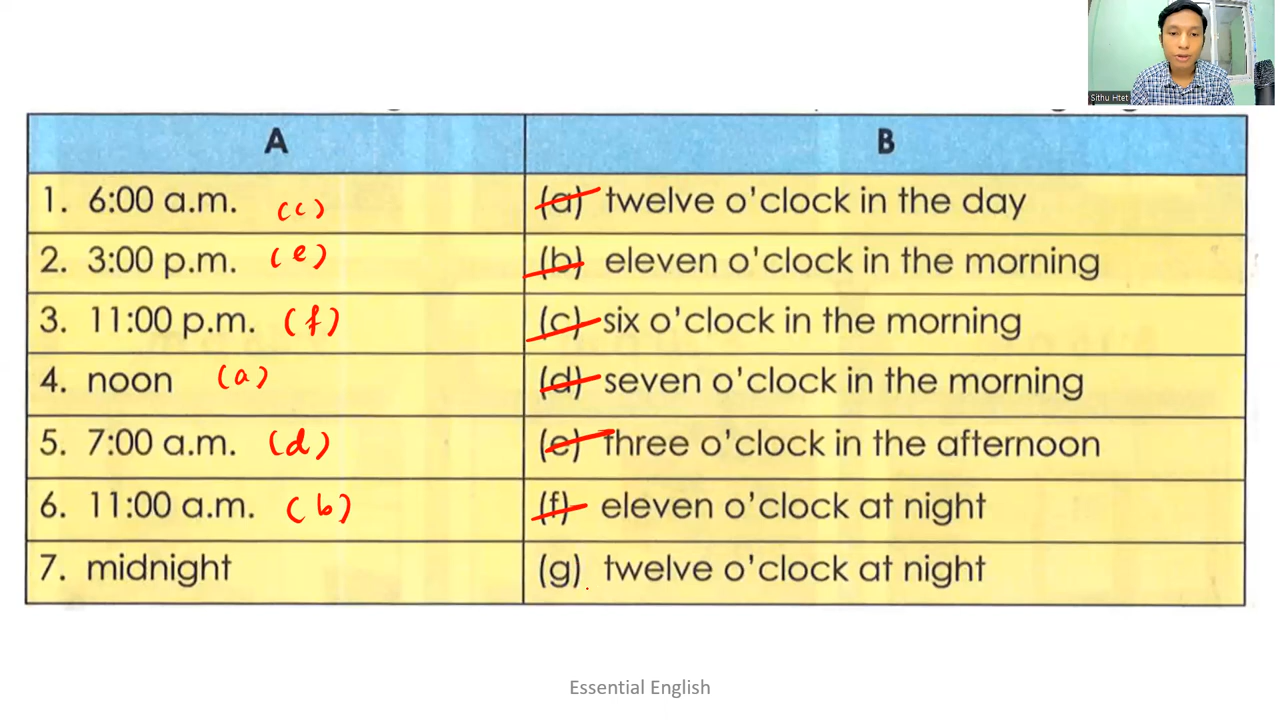 Sithu Htet
A B
1. 6:00 a.m. (c) (a) twelve o'clock in the day
2. 3:00 p.m. (e) (b) eleven o'clock in the morning
3. 11:00 p.m. (f) (c) six o'clock in the morning
4. noon (a) (d) seven o'clock in the morning
5. 7:00 a.m. (d) (e) three o'clock in the afternoon
6. 11:00 a.m. (b) (f) eleven o'clock at night
7. midnight (g) twelve o'clock at night
Essential English